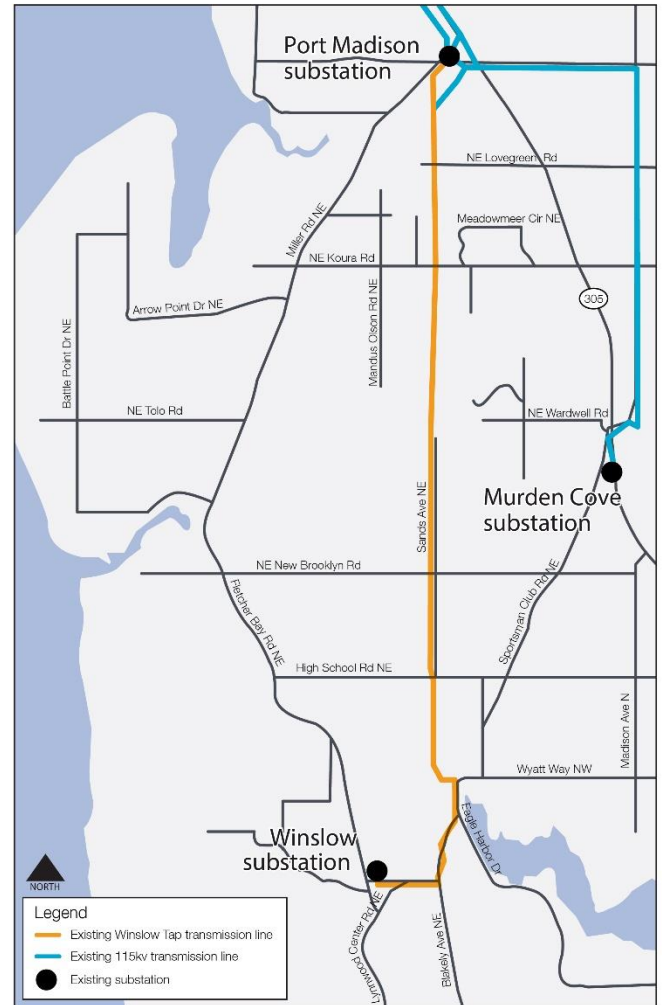 Port Madison
substation
NE Lovegreen Rd
Meadowmeer Cir NE
Miller Rd NE
NE Koura Rd
305
Arrow Point Dr NE
Mandus Olson Rd NE
Battle Point Dr NE
NE Tolo Rd
NE Wardwell Rd
Murden Cove
substation
Sands Ave NE
NE New Brooklyn Rd
Sportsman Club Rd NE
Fletcher Bay Rd NE
High School Rd NE
Madison Ave N
Wyatt Way NW
Eagle Harbor Dr
Winslow
substation
Lynnwood Center Rd NE
Blakely Ave NE
NORTH
Legend
Existing Winslow Tap transmission line
Existing 115kv transmission line
Existing substation